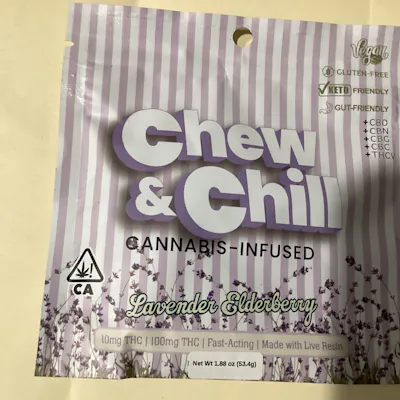 Vegan
GLUTEN-FREE
KETO FRIENDLY
GUT-FRIENDLY
+CBD
+CBN
+CBG
+CBC
+THCV
Chew
& Chill
CANNABIS-INFUSED
CA
Lavender Elderberry
10mg THC | 100mg THC | Fast-Acting | Made with Live Resin
Net Wt 1.88 oz (53.4g)